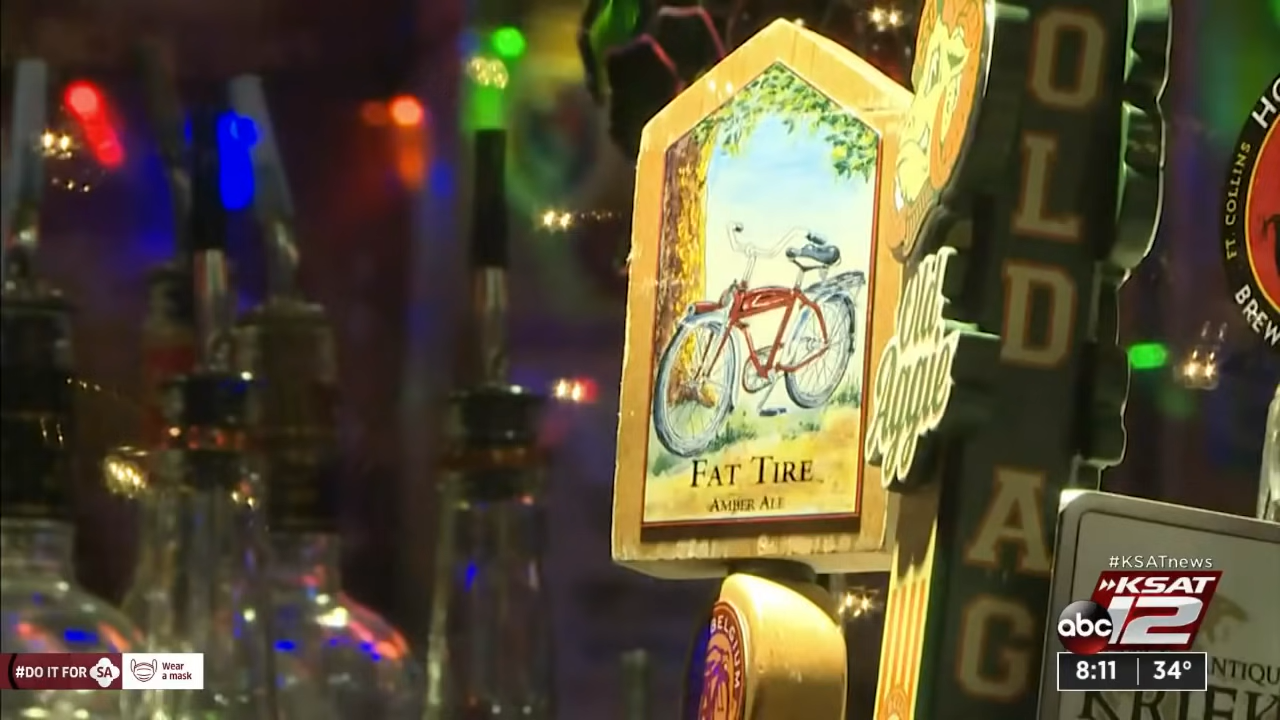 FAT TIRE
AMBER ALE
Old Aggie
OLD AG
FT. COLLINS
BREW
BELGIUM
#KSATnews
KSAT
12
abc
8:11 34°
#DO IT FOR SA
Wear
a mask